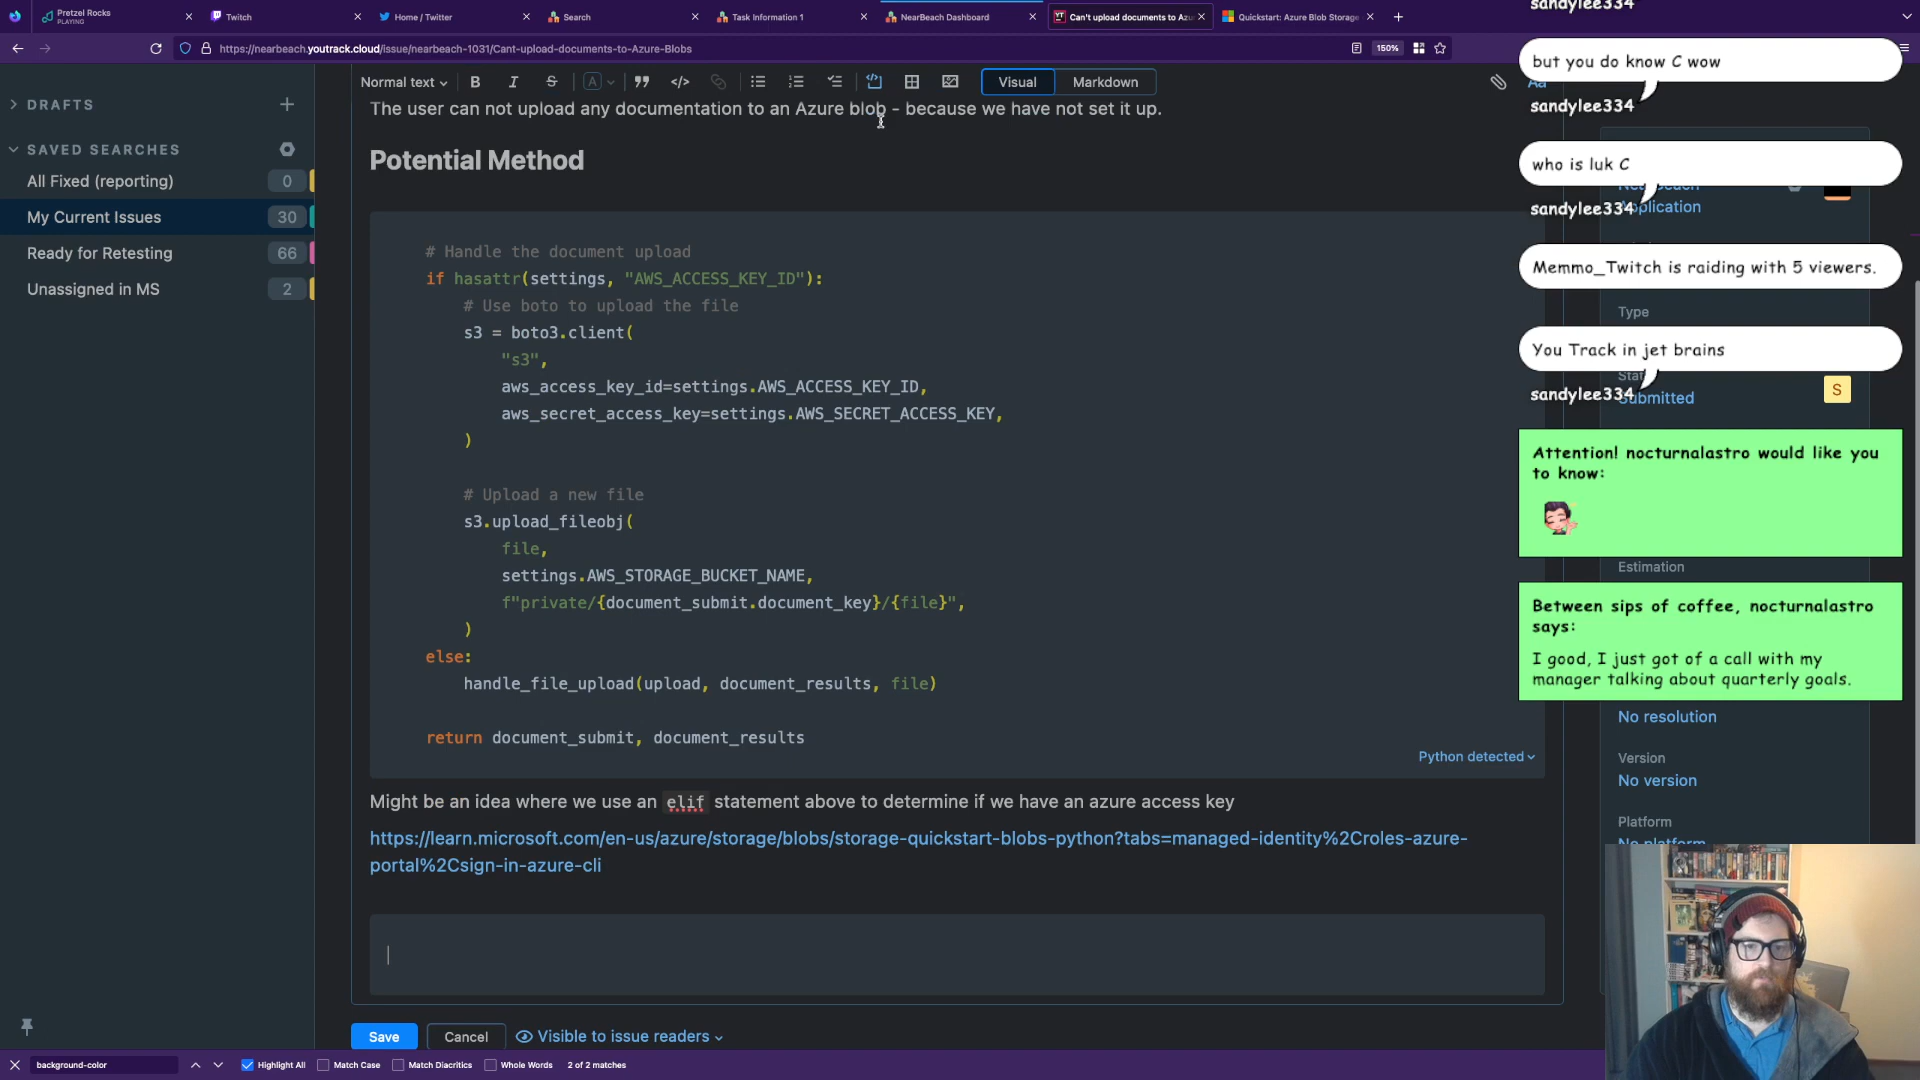 Pretzel Rocks
PLAYING
Twitch
Home / Twitter
Search
Task Information 1
NearBeach Dashboard
Can't upload documents to Azu
Quickstart: Azure Blob Storage
https://nearbeach.youtrack.cloud/issue/nearbeach-1031/Cant-upload-documents-to-Azure-Blobs
150%
DRAFTS
SAVED SEARCHES
All Fixed (reporting) 0
My Current Issues 30
Ready for Retesting 66
Unassigned in MS 2
Normal text
Visual
Markdown
The user can not upload any documentation to an Azure blob - because we have not set it up.
Potential Method
# Handle the document upload
if hasattr(settings, "AWS_ACCESS_KEY_ID"):
# Use boto to upload the file
s3 = boto3.client(
"s3",
aws_access_key_id=settings.AWS_ACCESS_KEY_ID,
aws_secret_access_key=settings.AWS_SECRET_ACCESS_KEY,
)
# Upload a new file
s3.upload_fileobj(
file,
settings.AWS_STORAGE_BUCKET_NAME,
f"private/{document_submit.document_key}/{file}",
)
else:
handle_file_upload(upload, document_results, file)
return document_submit, document_results
Python detected
Might be an idea where we use an elif statement above to determine if we have an azure access key
https://learn.microsoft.com/en-us/azure/storage/blobs/storage-quickstart-blobs-python?tabs=managed-identity%2Croles-azure-
portal%2Csign-in-azure-cli
Save
Cancel
Visible to issue readers
background-color
Highlight All
Match Case
Match Diacritics
Whole Words
2 of 2 matches
sandylee334
but you do know C wow
sandylee334
who is luk C
sandylee334
Application
Memmo_Twitch is raiding with 5 viewers.
Type
You Track in jet brains
sandylee334
Submitted
S
Attention! nocturnalastro would like you
to know:
Estimation
Between sips of coffee, nocturnalastro
says:
I good, I just got of a call with my
manager talking about quarterly goals.
No resolution
Version
No version
Platform